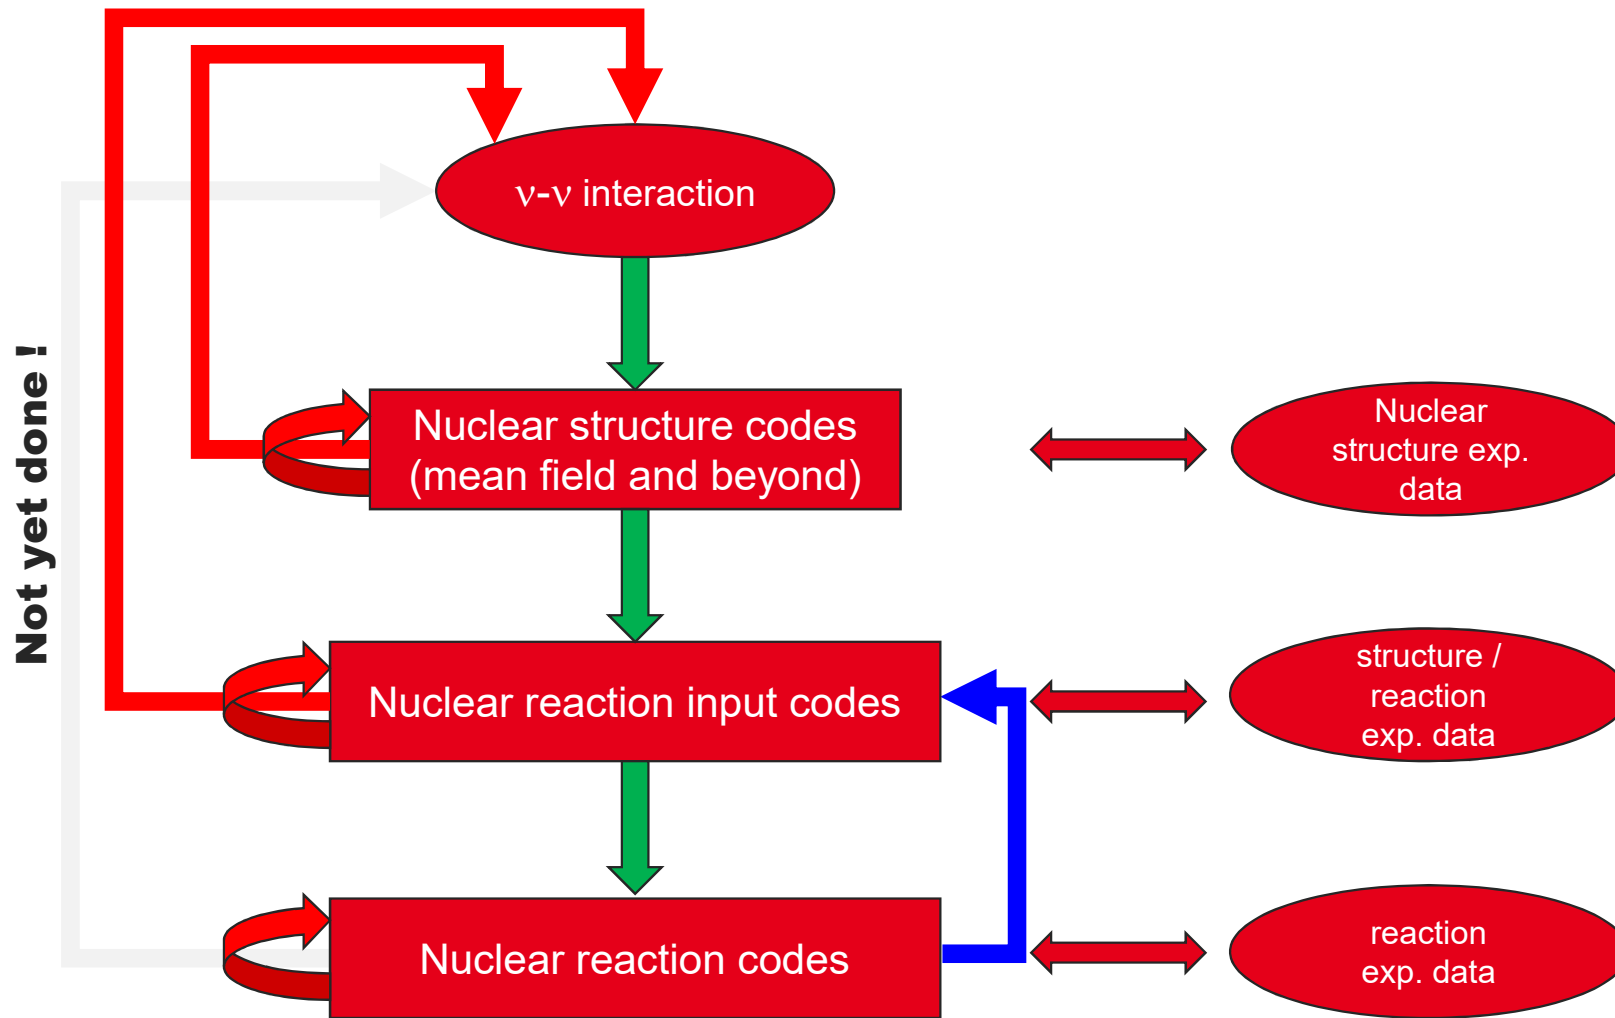 ν-ν interaction
Not yet done !
Nuclear structure codes
(mean field and beyond)
Nuclear
structure exp.
data
Nuclear reaction input codes
structure /
reaction
exp. data
Nuclear reaction codes
reaction
exp. data